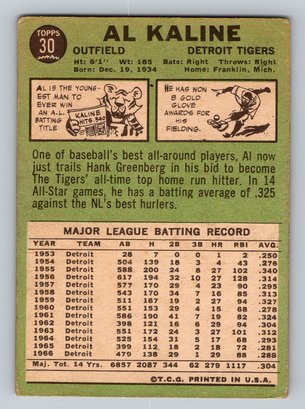 TOPPS
30
AL KALINE
OUTFIELD DETROIT TIGERS
Ht: 6'1" Wt: 185 Bats: Right Throws: Right
Born: Dec. 19, 1934 Home: Franklin, Mich.
AL IS THE YOUNG-
EST MAN TO
EVER WIN
AN A.L.
BATTING
TITLE
KALINE
HITS .340
HE HAS WON
8 GOLD
GLOVE
AWARDS FOR
HIS
FIELDING.
One of baseball's best all-around players, Al now
just trails Hank Greenberg in his bid to become
The Tigers' all-time top home run hitter. In 14
All-Star games, he has a batting average of .325
against the NL's best hurlers.
MAJOR LEAGUE BATTING RECORD
YEAR AB H 2B 3B HR RBI AVG.
1953 Detroit 28 7 0 0 1 2 .250
1954 Detroit 504 139 18 3 4 43 .276
1955 Detroit 588 200 24 8 27 102 .340
1956 Detroit 617 194 32 10 27 128 .314
1957 Detroit 577 170 29 4 23 90 .295
1958 Detroit 543 170 34 7 16 85 .313
1959 Detroit 511 167 19 2 27 94 .327
1960 Detroit 551 153 29 4 15 68 .278
1961 Detroit 586 190 41 7 19 82 .324
1962 Detroit 398 121 16 6 29 94 .304
1963 Detroit 551 172 24 3 27 101 .312
1964 Detroit 525 154 31 5 17 68 .293
1965 Detroit 399 112 18 2 18 72 .281
1966 Detroit 479 138 29 1 29 88 .288
Maj. Tot. 14 Yrs. 6857 2087 344 62 279 1117 .304
©T.C.G. PRINTED IN U.S.A.